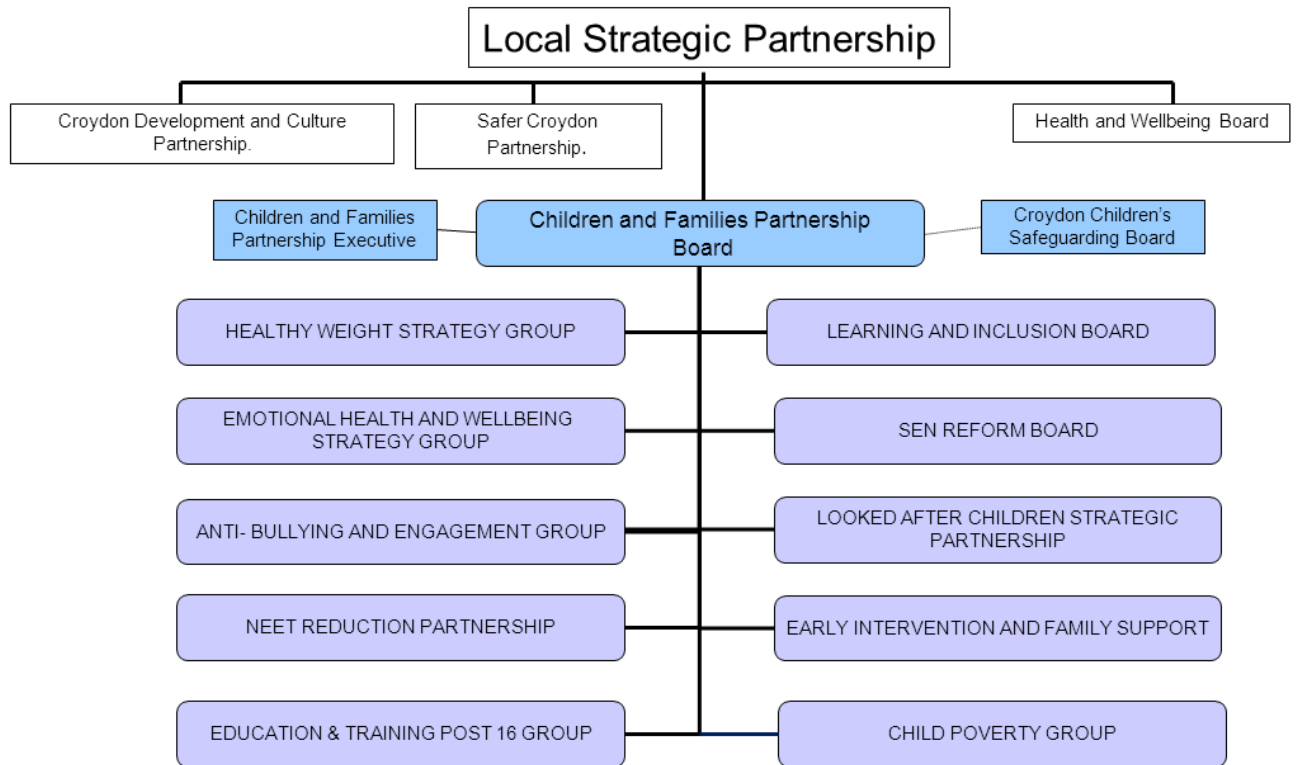 Local Strategic Partnership
Croydon Development and Culture
Partnership.
Safer Croydon
Partnership.
Health and Wellbeing Board
Children and Families
Partnership Executive
Children and Families Partnership
Board
Croydon Children's
Safeguarding Board
HEALTHY WEIGHT STRATEGY GROUP
LEARNING AND INCLUSION BOARD
EMOTIONAL HEALTH AND WELLBEING
STRATEGY GROUP
SEN REFORM BOARD
ANTI- BULLYING AND ENGAGEMENT GROUP
LOOKED AFTER CHILDREN STRATEGIC
PARTNERSHIP
NEET REDUCTION PARTNERSHIP
EARLY INTERVENTION AND FAMILY SUPPORT
EDUCATION & TRAINING POST 16 GROUP
CHILD POVERTY GROUP